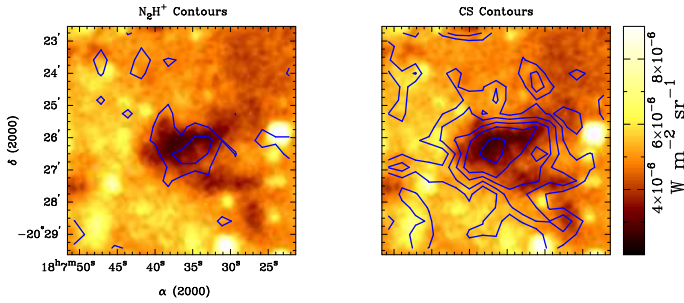 N₂H⁺ Contours
CS Contours
23′
24′
25′
26′
27′
28′
−20°29′
δ (2000)
18ʰ7ᵐ50ˢ 45ˢ 40ˢ 35ˢ 30ˢ 25ˢ
α (2000)
4×10⁻⁶ 6×10⁻⁶ 8×10⁻⁶
W m⁻² sr⁻¹